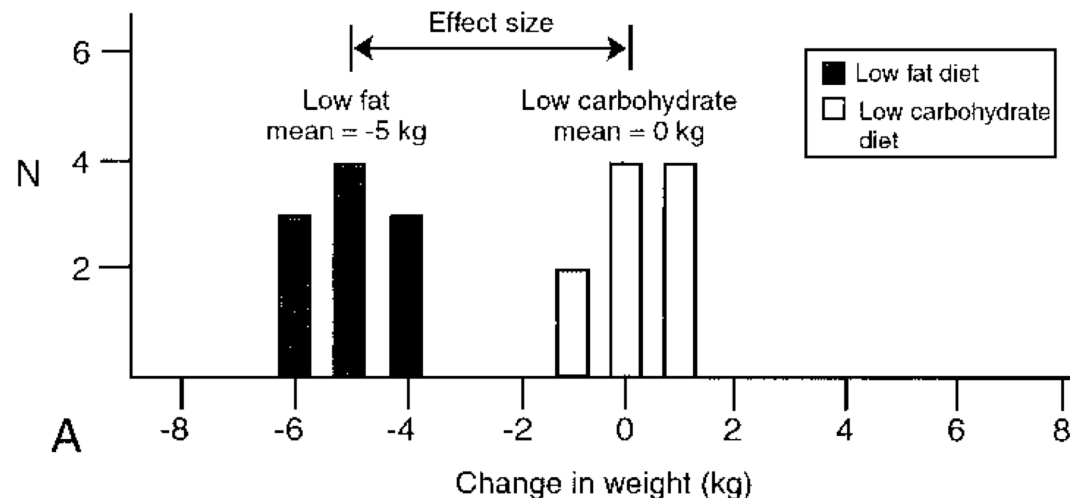 Effect size
6
Low fat
mean = -5 kg
Low carbohydrate
mean = 0 kg
Low fat diet
Low carbohydrate
diet
N
4
2
-8
-6
-4
-2
0
2
4
6
8
A
Change in weight (kg)